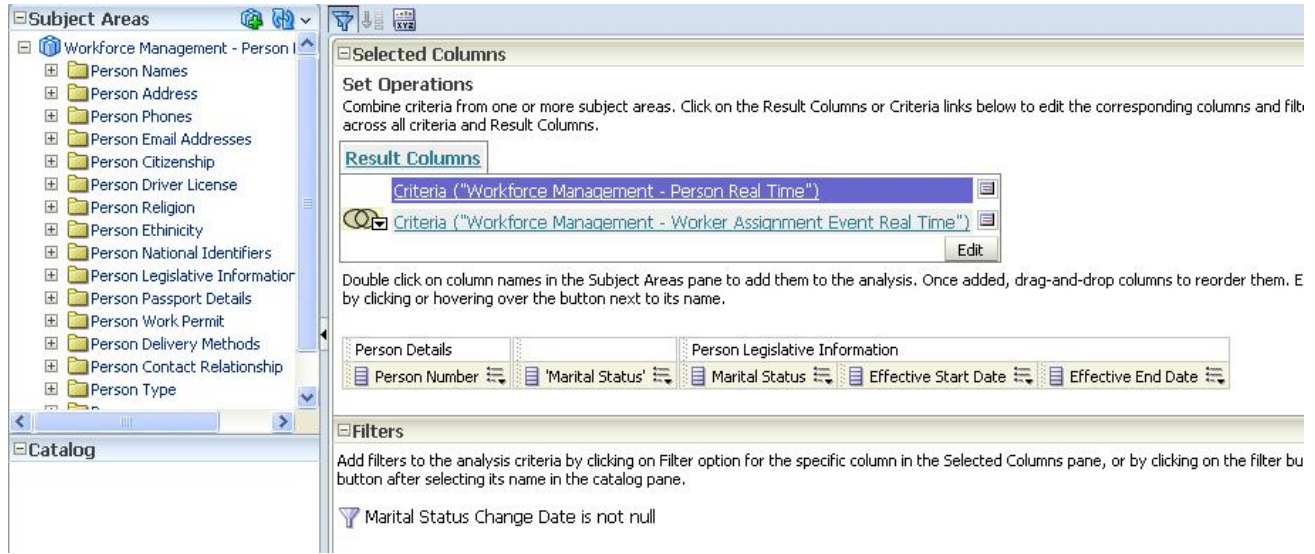 Subject Areas
Workforce Management - Person
Person Names
Person Address
Person Phones
Person Email Addresses
Person Citizenship
Person Driver License
Person Religion
Person Ethinicity
Person National Identifiers
Person Legislative Information
Person Passport Details
Person Work Permit
Person Delivery Methods
Person Contact Relationship
Person Type
Catalog
xyz
Selected Columns
Set Operations
Combine criteria from one or more subject areas. Click on the Result Columns or Criteria links below to edit the corresponding columns and filte
across all criteria and Result Columns.
Result Columns
Criteria ("Workforce Management - Person Real Time")
Criteria ("Workforce Management - Worker Assignment Event Real Time")
Edit
Double click on column names in the Subject Areas pane to add them to the analysis. Once added, drag-and-drop columns to reorder them. E
by clicking or hovering over the button next to its name.
Person Details Person Legislative Information
Person Number 'Marital Status' Marital Status Effective Start Date Effective End Date
Filters
Add filters to the analysis criteria by clicking on Filter option for the specific column in the Selected Columns pane, or by clicking on the filter bu
button after selecting its name in the catalog pane.
Marital Status Change Date is not null